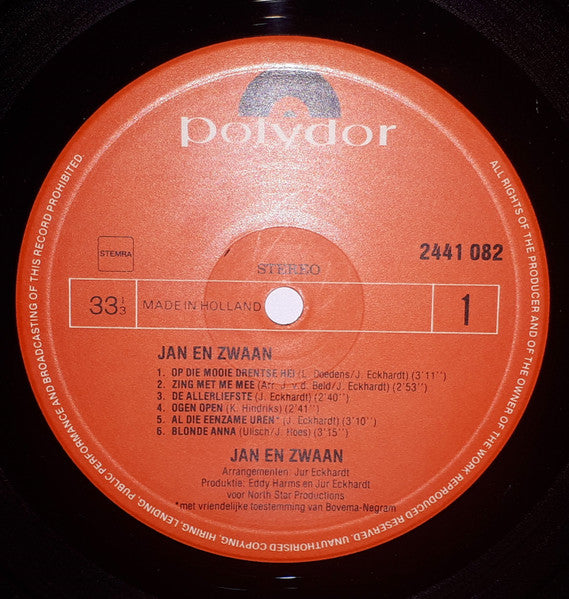 polydor
STEMRA
2441 082
STEREO
33 1/3
MADE IN HOLLAND
1
JAN EN ZWAAN
1. OP DIE MOOIE DRENTSE HEI (L. Doedens/J. Eckhardt) (3'11'')
2. ZING MET ME MEE (Arr. J. v.d. Beld/J. Eckhardt) (2'53'')
3. DE ALLERLIEFSTE (J. Eckhardt) (2'40'')
4. OGEN OPEN (K. Hindriks) (2'41'')
5. AL DIE EENZAME UREN* (J. Eckhardt) (3'10'')
6. BLONDE ANNA (Ulisch/J. Hoes) (3'15'')
JAN EN ZWAAN
Arrangementen: Jur Eckhardt
Produktie: Eddy Harms en Jur Eckhardt
voor North Star Productions
*met vriendelijke toestemming van Bovema-Negram
ALL RIGHTS OF THE PRODUCER AND OF THE OWNER OF THE WORK REPRODUCED RESERVED. UNAUTHORISED COPYING, HIRING, LENDING, PUBLIC PERFORMANCE AND BROADCASTING OF THIS RECORD PROHIBITED